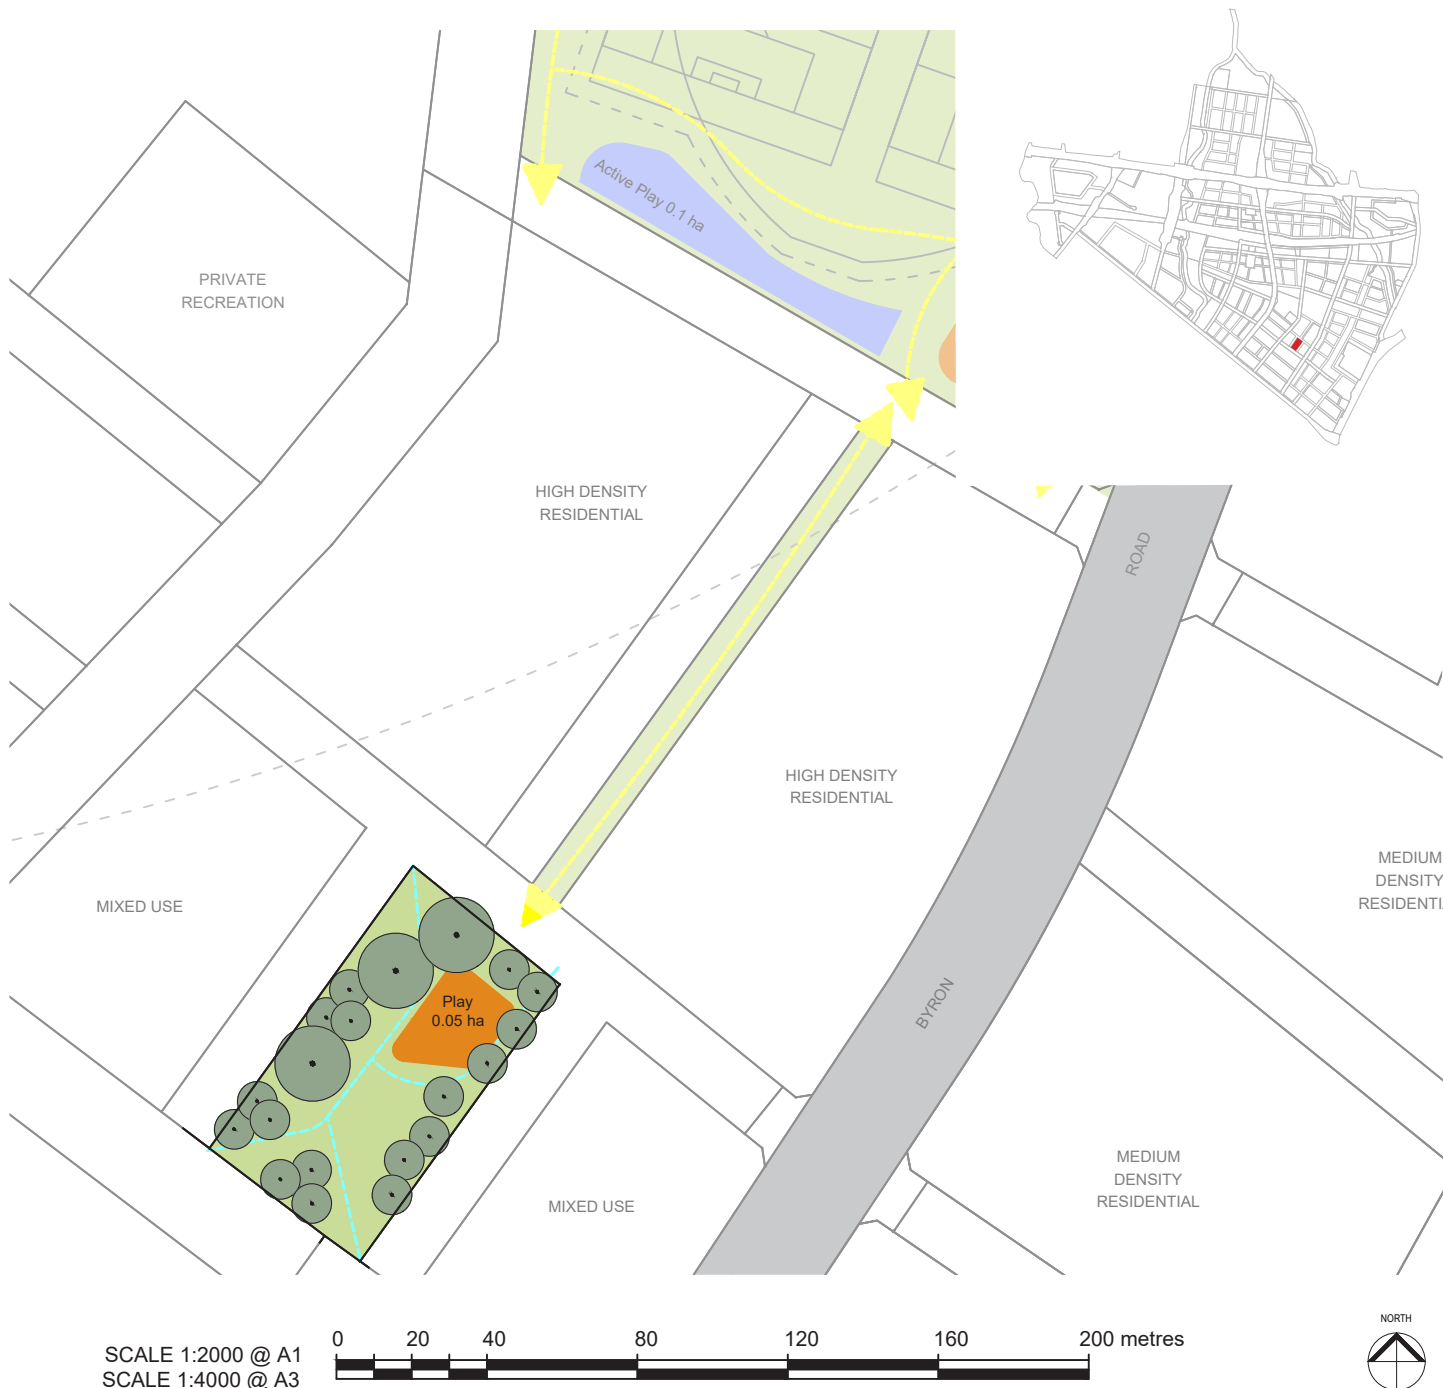 Active Play 0.1 ha
PRIVATE
RECREATION
HIGH DENSITY
RESIDENTIAL
ROAD
HIGH DENSITY
RESIDENTIAL
MEDIUM
DENSITY
RESIDENTIA
MIXED USE
Play
0.05 ha
BYRON
MEDIUM
DENSITY
RESIDENTIAL
MIXED USE
NORTH
0 20 40 80 120 160 200 metres
SCALE 1:2000 @ A1
SCALE 1:4000 @ A3